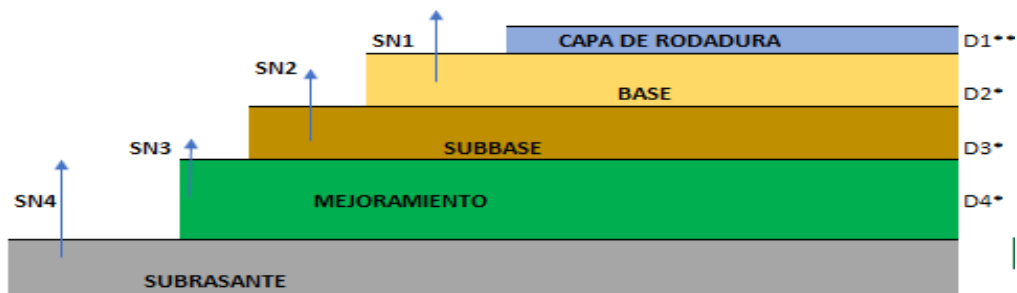 SN1 CAPA DE RODADURA D1**
SN2 BASE D2*
SN3 SUBBASE D3*
SN4 MEJORAMIENTO D4*
SUBRASANTE